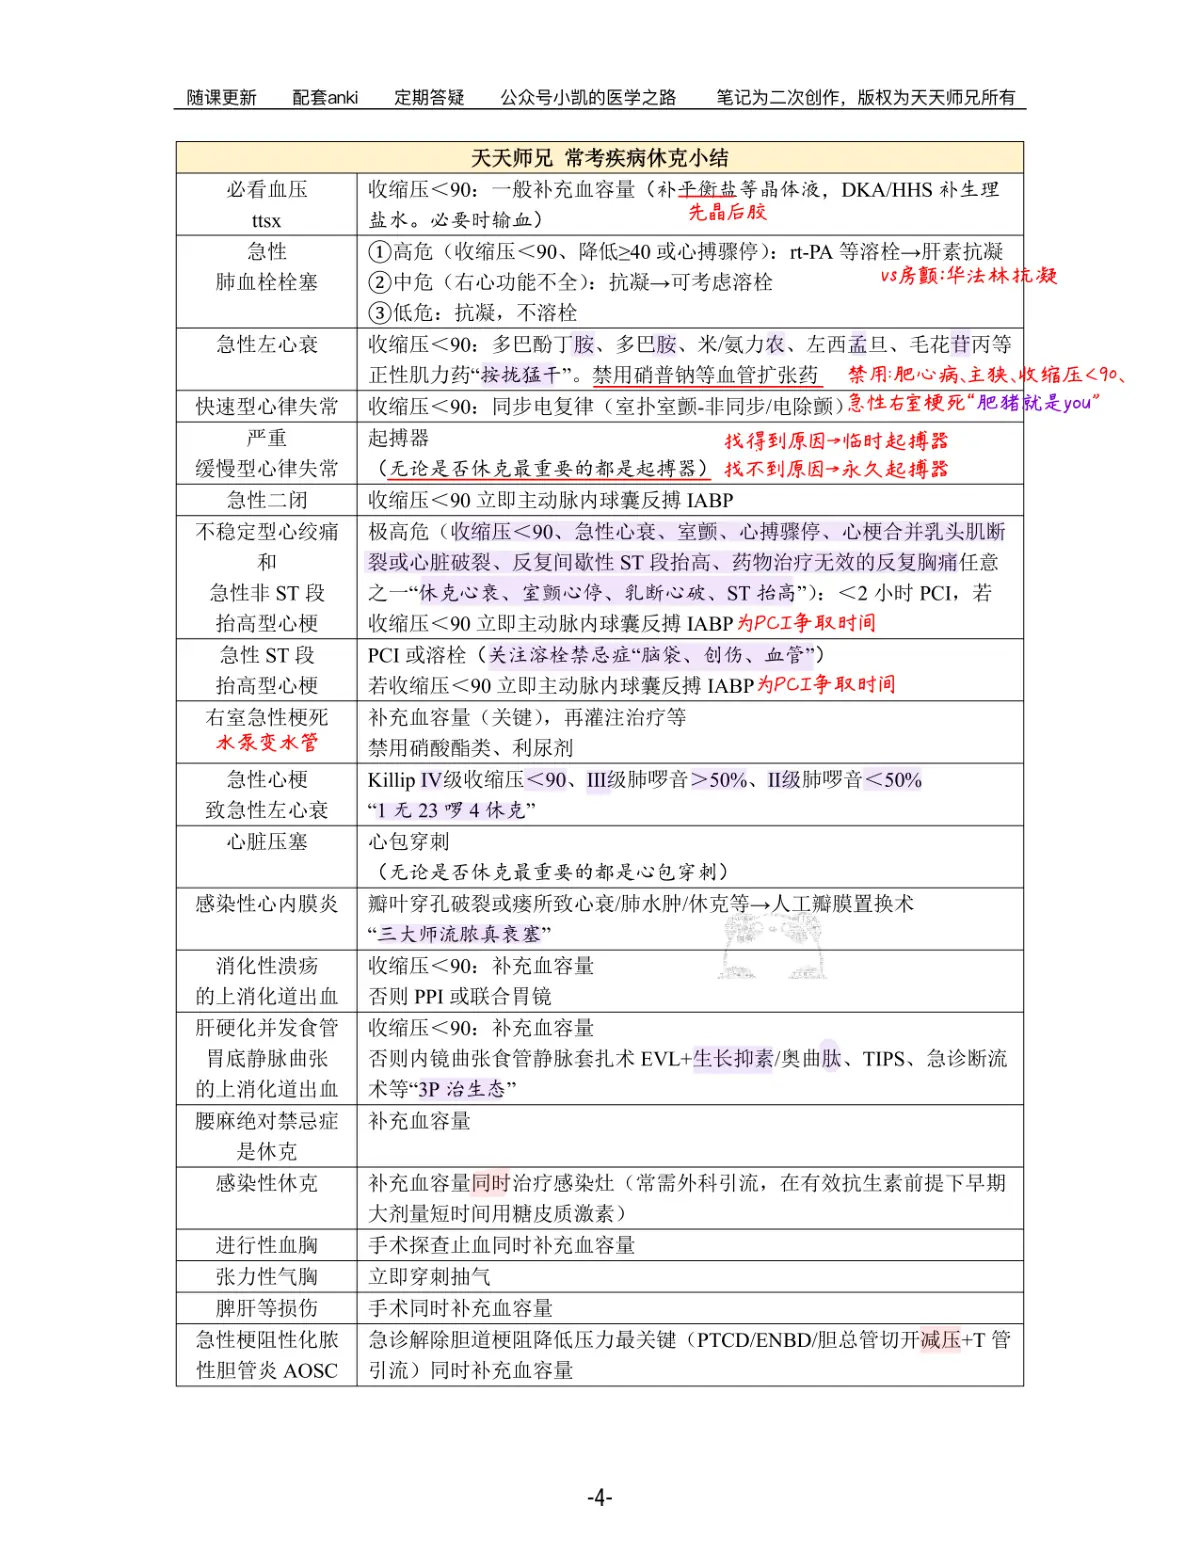 随课更新 配套anki 定期答疑 公众号小凯的医学之路 笔记为二次创作，版权为天天师兄所有
天天师兄 常考疾病休克小结
必看血压
ttsx
收缩压＜90：一般补充血容量（补平衡盐等晶体液，DKA/HHS 补生理
盐水。必要时输血）
先晶后胶
急性
肺血栓栓塞
①高危（收缩压＜90、降低≥40 或心搏骤停）：rt-PA 等溶栓→肝素抗凝
②中危（右心功能不全）：抗凝→可考虑溶栓
vs房颤:华法林抗凝
③低危：抗凝，不溶栓
急性左心衰
收缩压＜90：多巴酚丁胺、多巴胺、米/氨力农、左西孟旦、毛花苷丙等
正性肌力药“按拢猛干”。禁用硝普钠等血管扩张药
禁用:肥心病、主狭、收缩压<90、
急性右室梗死“肥猪就是you”
快速型心律失常
收缩压＜90：同步电复律（室扑室颤-非同步/电除颤）
严重
缓慢型心律失常
起搏器
（无论是否休克最重要的都是起搏器）
找得到原因→临时起搏器
找不到原因→永久起搏器
急性二闭
收缩压＜90 立即主动脉内球囊反搏 IABP
不稳定型心绞痛
和
急性非 ST 段
抬高型心梗
极高危（收缩压＜90、急性心衰、室颤、心搏骤停、心梗合并乳头肌断
裂或心脏破裂、反复间歇性 ST 段抬高、药物治疗无效的反复胸痛任意
之一“休克心衰、室颤心停、乳断心破、ST 抬高”）：＜2 小时 PCI，若
收缩压＜90 立即主动脉内球囊反搏 IABP 为PCI争取时间
急性 ST 段
抬高型心梗
PCI 或溶栓（关注溶栓禁忌症“脑袋、创伤、血管”）
若收缩压＜90 立即主动脉内球囊反搏 IABP 为PCI争取时间
右室急性梗死
水泵变水管
补充血容量（关键），再灌注治疗等
禁用硝酸酯类、利尿剂
急性心梗
致急性左心衰
Killip IV级收缩压＜90、III级肺啰音＞50%、II级肺啰音＜50%
“1 无 23 啰 4 休克”
心脏压塞
心包穿刺
（无论是否休克最重要的都是心包穿刺）
感染性心内膜炎
瓣叶穿孔破裂或瘘所致心衰/肺水肿/休克等→人工瓣膜置换术
“三大师流脓真衰塞”
消化性溃疡
的上消化道出血
收缩压＜90：补充血容量
否则 PPI 或联合胃镜
肝硬化并发食管
胃底静脉曲张
的上消化道出血
收缩压＜90：补充血容量
否则内镜曲张食管静脉套扎术 EVL+生长抑素/奥曲肽、TIPS、急诊断流
术等“3P 治生态”
腰麻绝对禁忌症
是休克
补充血容量
感染性休克
补充血容量同时治疗感染灶（常需外科引流，在有效抗生素前提下早期
大剂量短时间用糖皮质激素）
进行性血胸
手术探查止血同时补充血容量
张力性气胸
立即穿刺抽气
脾肝等损伤
手术同时补充血容量
急性梗阻性化脓
性胆管炎 AOSC
急诊解除胆道梗阻降低压力最关键（PTCD/ENBD/胆总管切开减压+T 管
引流）同时补充血容量
-4-